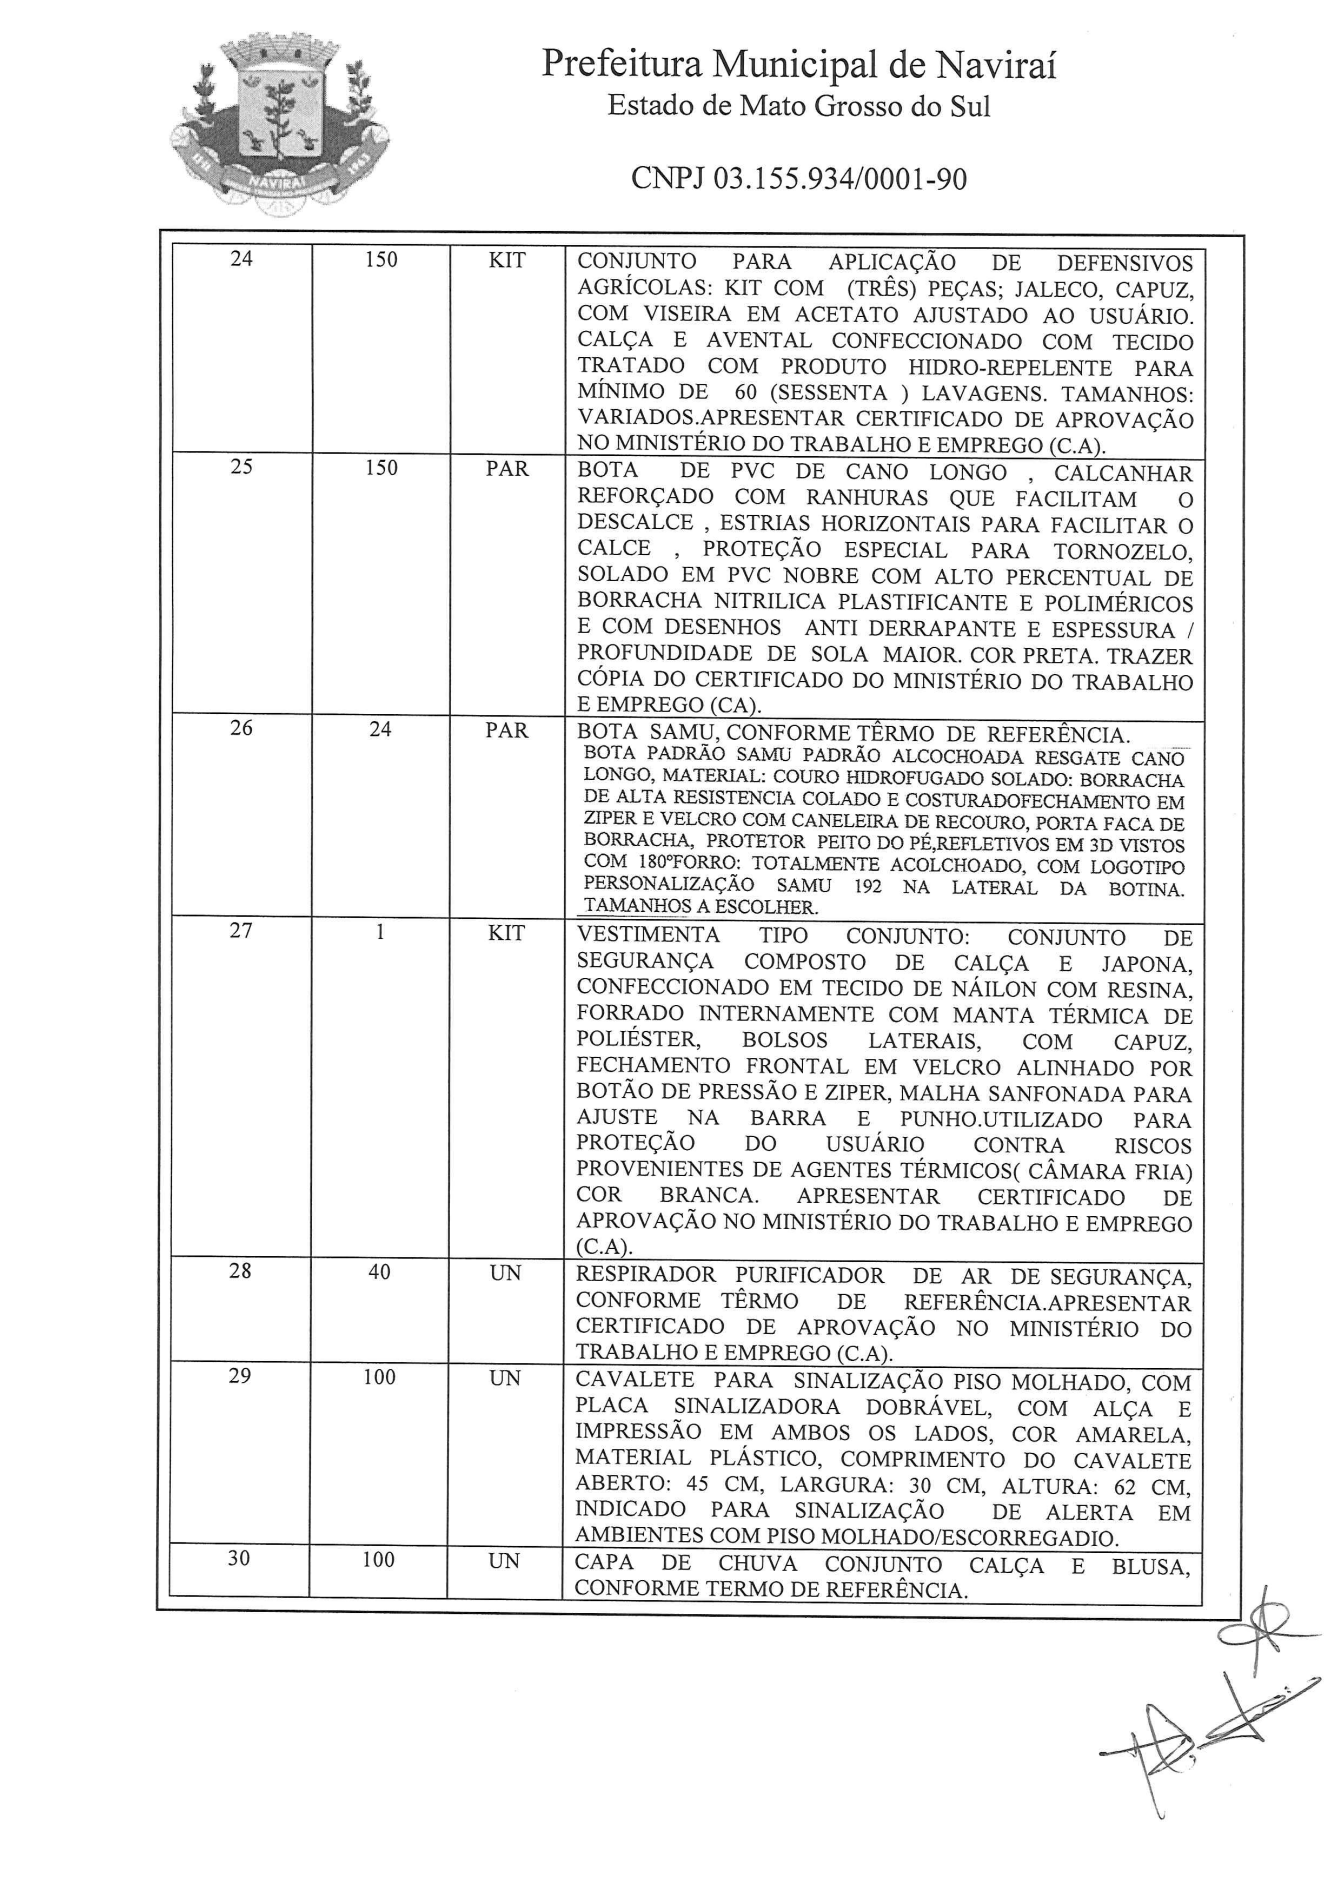 Prefeitura Municipal de Naviraí
Estado de Mato Grosso do Sul
CNPJ 03.155.934/0001-90
NAVIRAÍ
1963
24 150 KIT CONJUNTO PARA APLICAÇÃO DE DEFENSIVOS
AGRÍCOLAS: KIT COM (TRÊS) PEÇAS; JALECO, CAPUZ,
COM VISEIRA EM ACETATO AJUSTADO AO USUÁRIO.
CALÇA E AVENTAL CONFECCIONADO COM TECIDO
TRATADO COM PRODUTO HIDRO-REPELENTE PARA
MÍNIMO DE 60 (SESSENTA ) LAVAGENS. TAMANHOS:
VARIADOS.APRESENTAR CERTIFICADO DE APROVAÇÃO
NO MINISTÉRIO DO TRABALHO E EMPREGO (C.A).
25 150 PAR BOTA DE PVC DE CANO LONGO , CALCANHAR
REFORÇADO COM RANHURAS QUE FACILITAM O
DESCALCE , ESTRIAS HORIZONTAIS PARA FACILITAR O
CALCE , PROTEÇÃO ESPECIAL PARA TORNOZELO,
SOLADO EM PVC NOBRE COM ALTO PERCENTUAL DE
BORRACHA NITRILICA PLASTIFICANTE E POLIMÉRICOS
E COM DESENHOS ANTI DERRAPANTE E ESPESSURA /
PROFUNDIDADE DE SOLA MAIOR. COR PRETA. TRAZER
CÓPIA DO CERTIFICADO DO MINISTÉRIO DO TRABALHO
E EMPREGO (CA).
26 24 PAR BOTA SAMU, CONFORME TÊRMO DE REFERÊNCIA.
BOTA PADRÃO SAMU PADRÃO ALCOCHOADA RESGATE CANO
LONGO, MATERIAL: COURO HIDROFUGADO SOLADO: BORRACHA
DE ALTA RESISTENCIA COLADO E COSTURADOFECHAMENTO EM
ZIPER E VELCRO COM CANELEIRA DE RECOURO, PORTA FACA DE
BORRACHA, PROTETOR PEITO DO PÉ,REFLETIVOS EM 3D VISTOS
COM 180ºFORRO: TOTALMENTE ACOLCHOADO, COM LOGOTIPO
PERSONALIZAÇÃO SAMU 192 NA LATERAL DA BOTINA.
TAMANHOS A ESCOLHER.
27 1 KIT VESTIMENTA TIPO CONJUNTO: CONJUNTO DE
SEGURANÇA COMPOSTO DE CALÇA E JAPONA,
CONFECCIONADO EM TECIDO DE NÁILON COM RESINA,
FORRADO INTERNAMENTE COM MANTA TÉRMICA DE
POLIÉSTER, BOLSOS LATERAIS, COM CAPUZ,
FECHAMENTO FRONTAL EM VELCRO ALINHADO POR
BOTÃO DE PRESSÃO E ZIPER, MALHA SANFONADA PARA
AJUSTE NA BARRA E PUNHO.UTILIZADO PARA
PROTEÇÃO DO USUÁRIO CONTRA RISCOS
PROVENIENTES DE AGENTES TÉRMICOS( CÂMARA FRIA)
COR BRANCA. APRESENTAR CERTIFICADO DE
APROVAÇÃO NO MINISTÉRIO DO TRABALHO E EMPREGO
(C.A).
28 40 UN RESPIRADOR PURIFICADOR DE AR DE SEGURANÇA,
CONFORME TÊRMO DE REFERÊNCIA.APRESENTAR
CERTIFICADO DE APROVAÇÃO NO MINISTÉRIO DO
TRABALHO E EMPREGO (C.A).
29 100 UN CAVALETE PARA SINALIZAÇÃO PISO MOLHADO, COM
PLACA SINALIZADORA DOBRÁVEL, COM ALÇA E
IMPRESSÃO EM AMBOS OS LADOS, COR AMARELA,
MATERIAL PLÁSTICO, COMPRIMENTO DO CAVALETE
ABERTO: 45 CM, LARGURA: 30 CM, ALTURA: 62 CM,
INDICADO PARA SINALIZAÇÃO DE ALERTA EM
AMBIENTES COM PISO MOLHADO/ESCORREGADIO.
30 100 UN CAPA DE CHUVA CONJUNTO CALÇA E BLUSA,
CONFORME TERMO DE REFERÊNCIA.